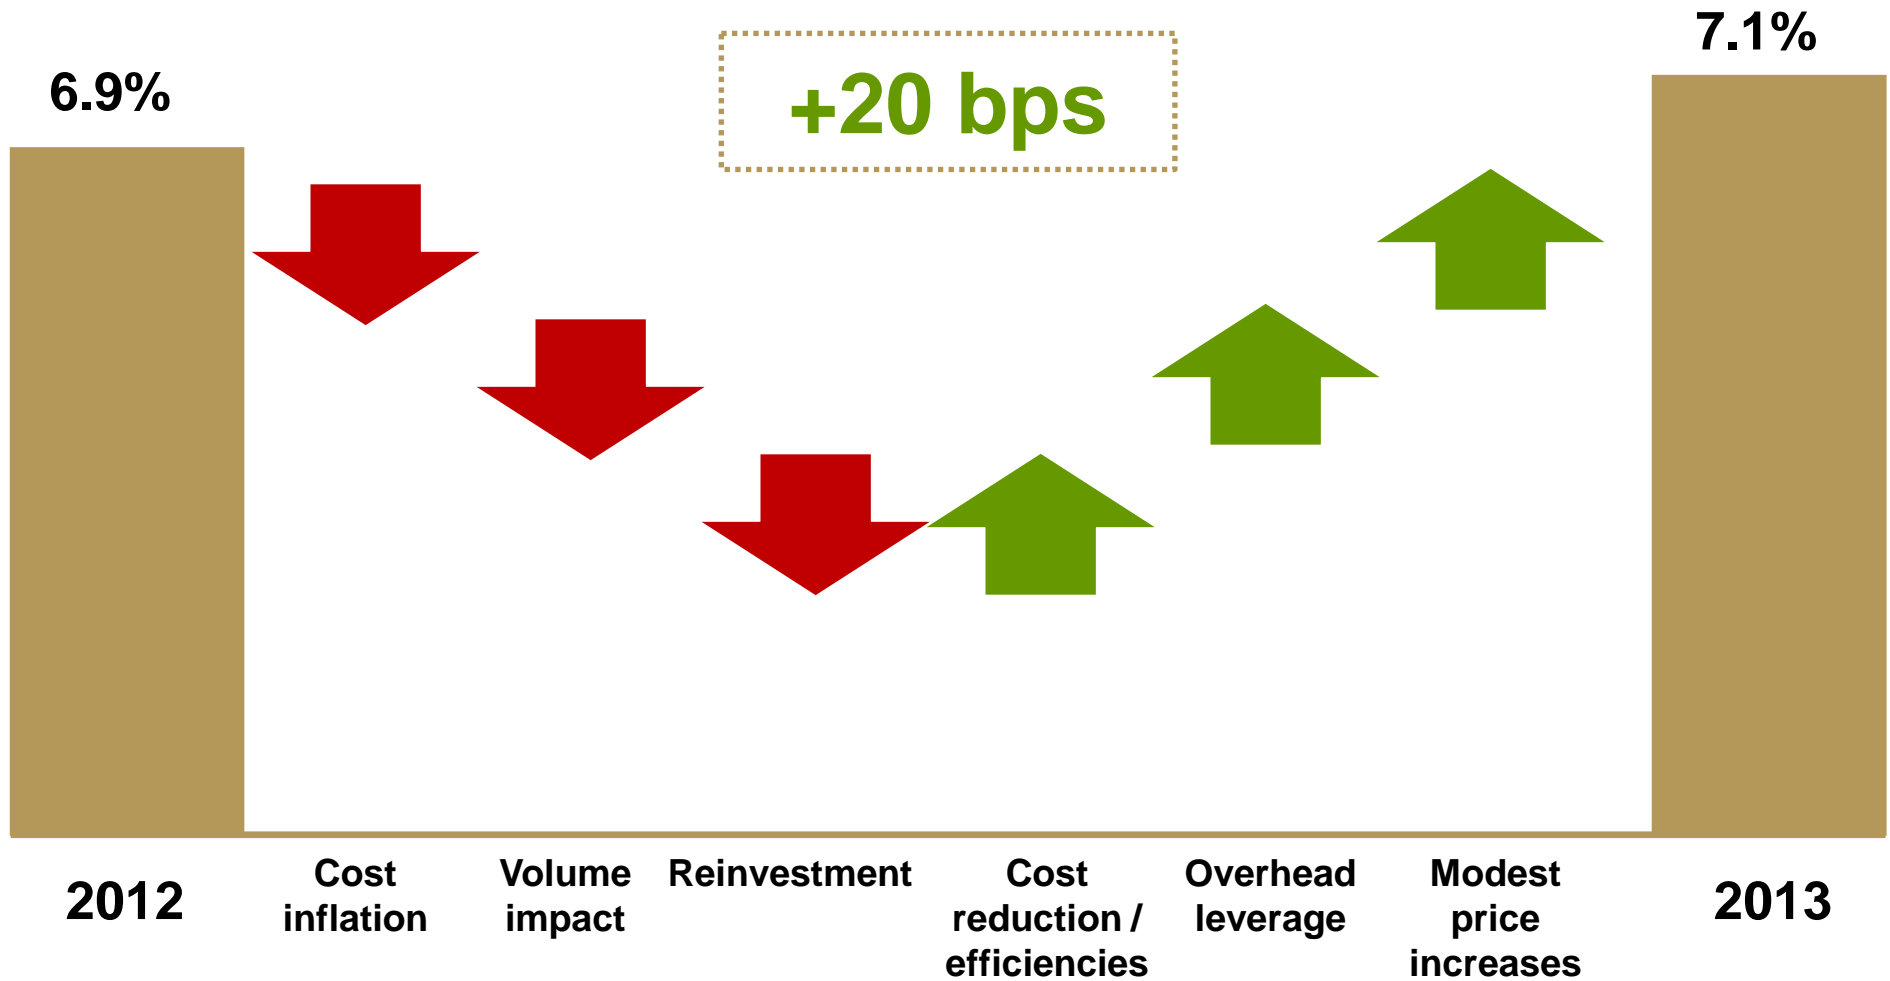 7.1%
6.9%
+20 bps
2012
Cost
inflation
Volume
impact
Reinvestment
Cost
reduction /
efficiencies
Overhead
leverage
Modest
price
increases
2013